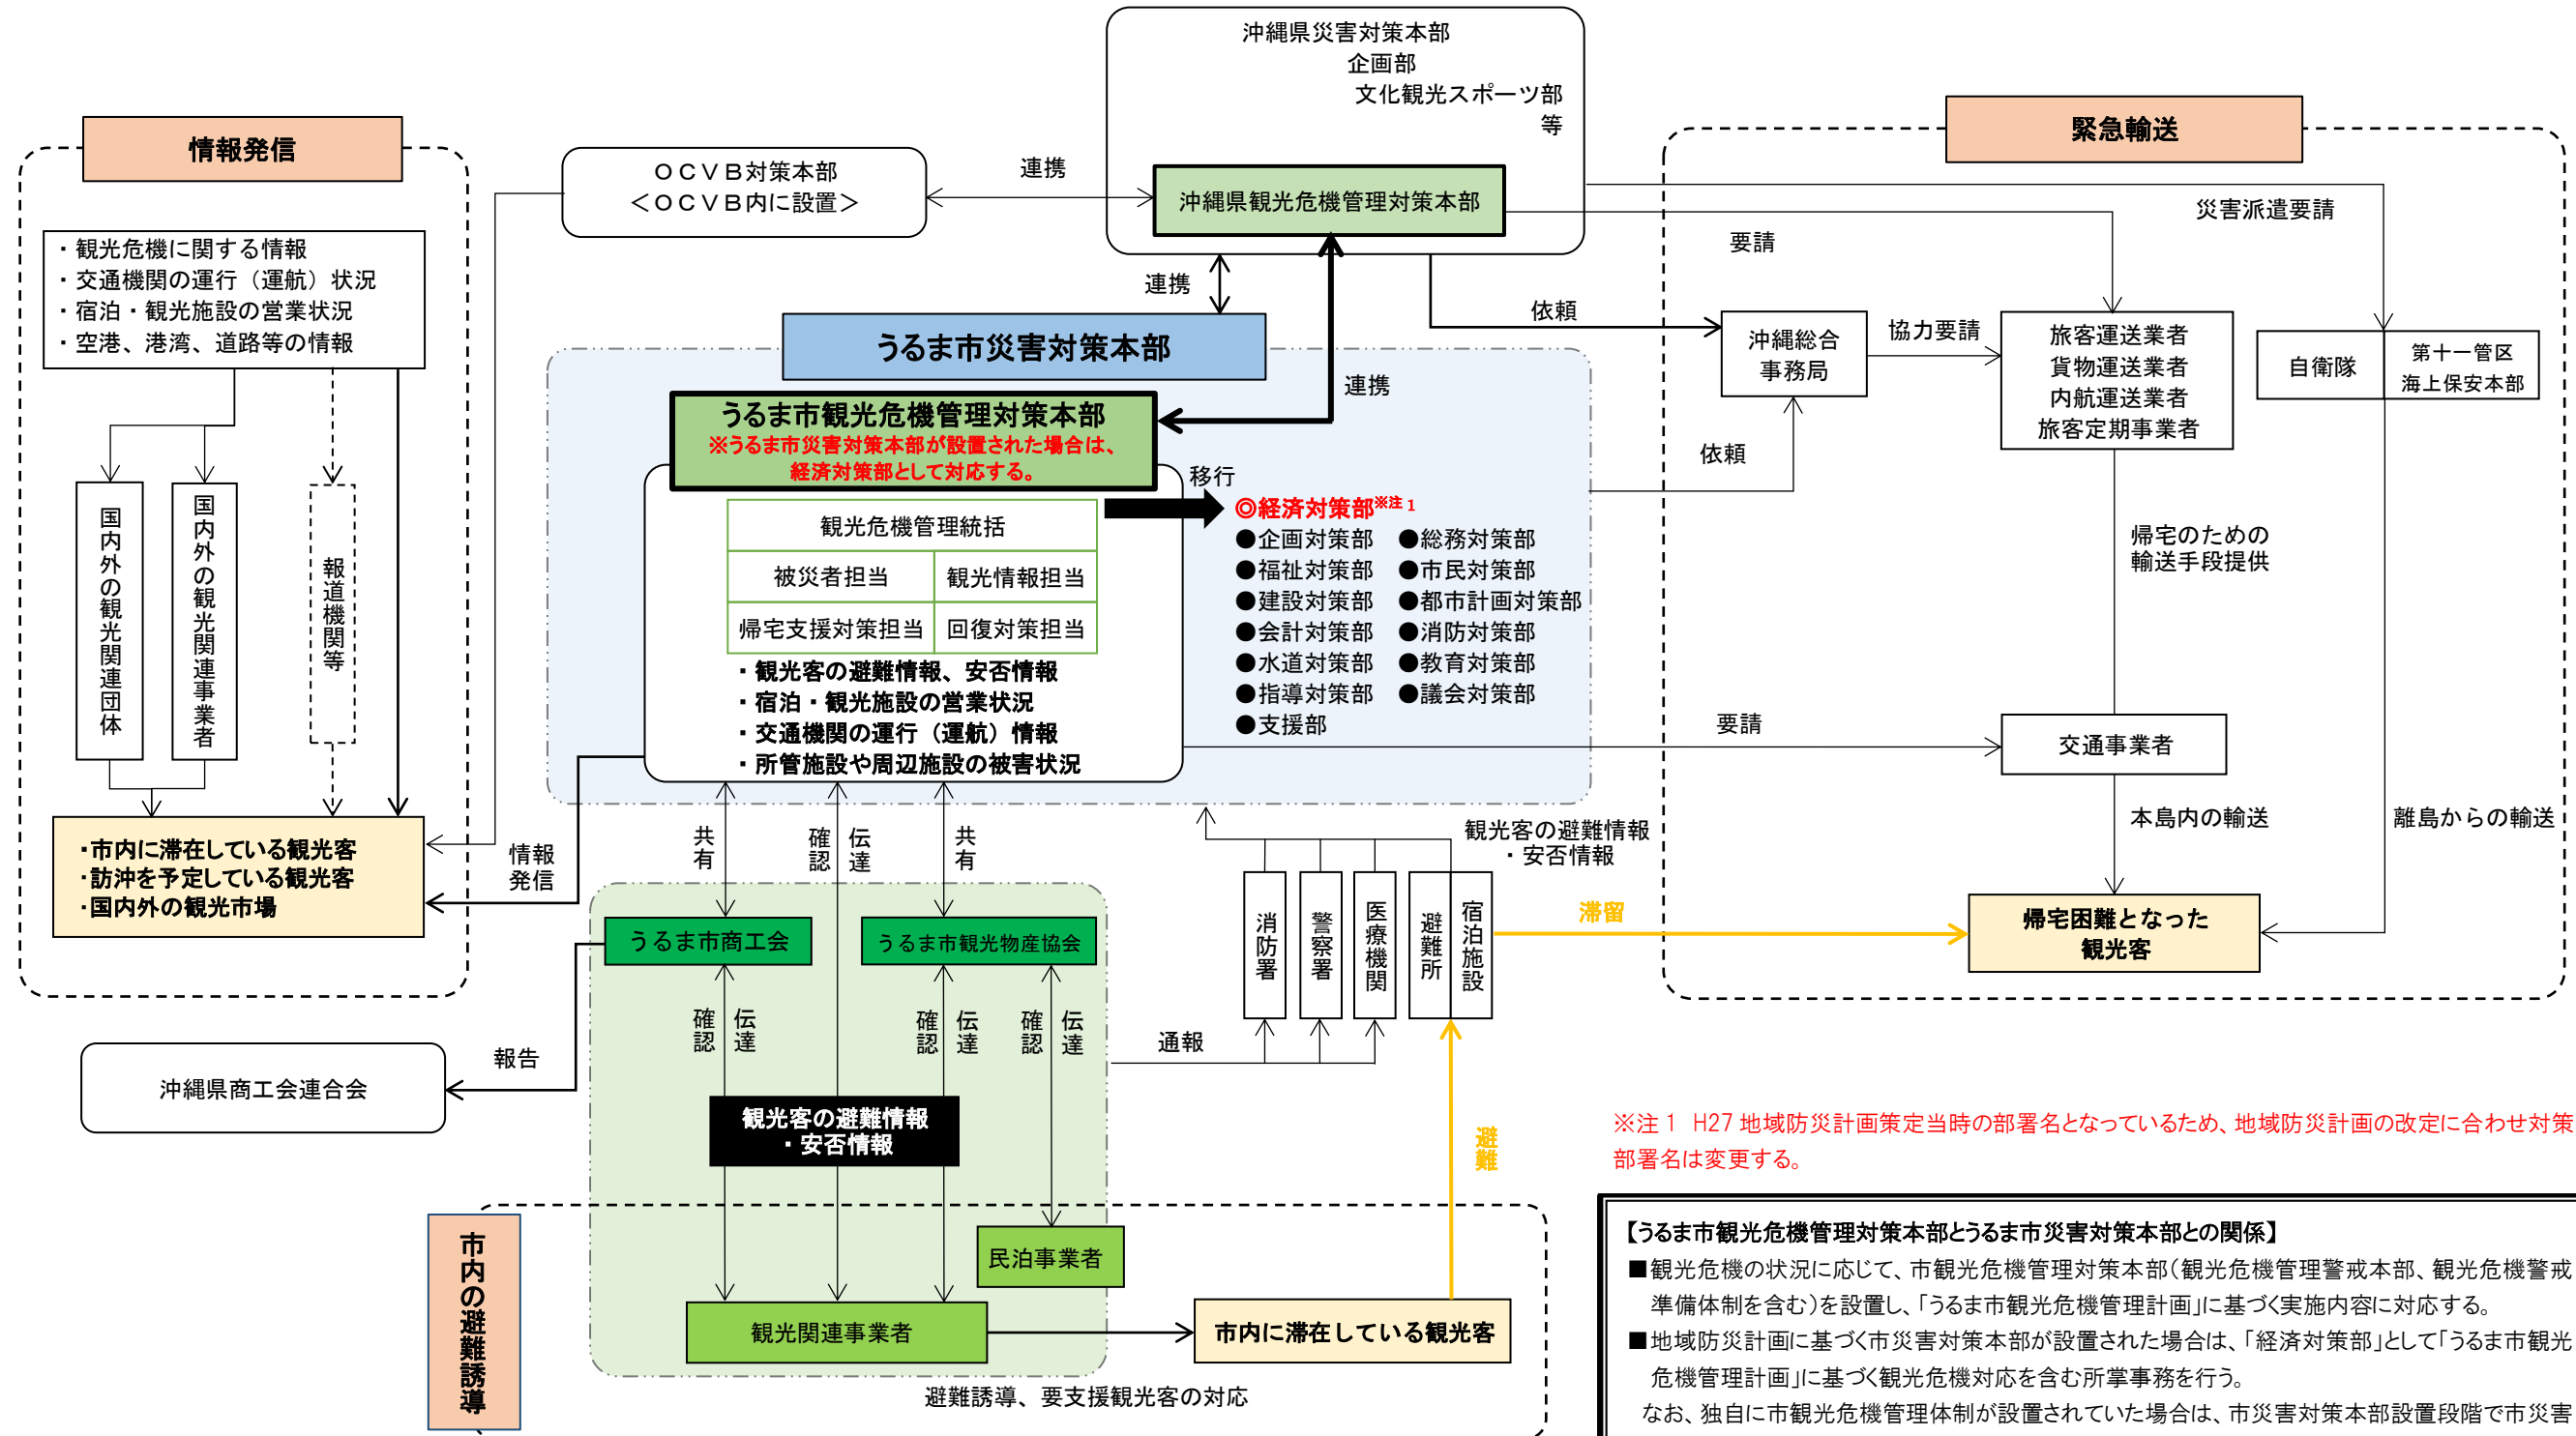 沖縄県災害対策本部
企画部
文化観光スポーツ部
等
沖縄県観光危機管理対策本部
ＯＣＶＢ対策本部
＜ＯＣＶＢ内に設置＞
連携
連携
連携
情報発信
・観光危機に関する情報
・交通機関の運行（運航）状況
・宿泊・観光施設の営業状況
・空港、港湾、道路等の情報
国内外の観光関連団体
国内外の観光関連事業者
報道機関等
・市内に滞在している観光客
・訪沖を予定している観光客
・国内外の観光市場
情報
発信
うるま市災害対策本部
うるま市観光危機管理対策本部
※うるま市災害対策本部が設置された場合は、
経済対策部として対応する。
観光危機管理統括
被災者担当 観光情報担当
帰宅支援対策担当 回復対策担当
・観光客の避難情報、安否情報
・宿泊・観光施設の営業状況
・交通機関の運行（運航）情報
・所管施設や周辺施設の被害状況
移行
◎経済対策部※注1
●企画対策部 ●総務対策部
●福祉対策部 ●市民対策部
●建設対策部 ●都市計画対策部
●会計対策部 ●消防対策部
●水道対策部 ●教育対策部
●指導対策部 ●議会対策部
●支援部
緊急輸送
災害派遣要請
要請
依頼
沖縄総合
事務局
協力要請
旅客運送業者
貨物運送業者
内航運送業者
旅客定期事業者
自衛隊
第十一管区
海上保安本部
依頼
帰宅のための
輸送手段提供
要請
交通事業者
本島内の輸送
離島からの輸送
帰宅困難となった
観光客
共有
確認
伝達
共有
観光客の避難情報
・安否情報
消防署
警察署
医療機関
避難所
宿泊施設
滞留
うるま市商工会
うるま市観光物産協会
確認
伝達
確認
伝達
確認
伝達
通報
報告
沖縄県商工会連合会
観光客の避難情報
・安否情報
避難
市内の避難誘導
民泊事業者
観光関連事業者
市内に滞在している観光客
避難誘導、要支援観光客の対応
※注１ H27 地域防災計画策定当時の部署名となっているため、地域防災計画の改定に合わせ対策
部署名は変更する。
【うるま市観光危機管理対策本部とうるま市災害対策本部との関係】
■観光危機の状況に応じて、市観光危機管理対策本部（観光危機管理警戒本部、観光危機警戒
準備体制を含む）を設置し、「うるま市観光危機管理計画」に基づく実施内容に対応する。
■地域防災計画に基づく市災害対策本部が設置された場合は、「経済対策部」として「うるま市観光
危機管理計画」に基づく観光危機対応を含む所掌事務を行う。
なお、独自に市観光危機管理体制が設置されていた場合は、市災害対策本部設置段階で市災害